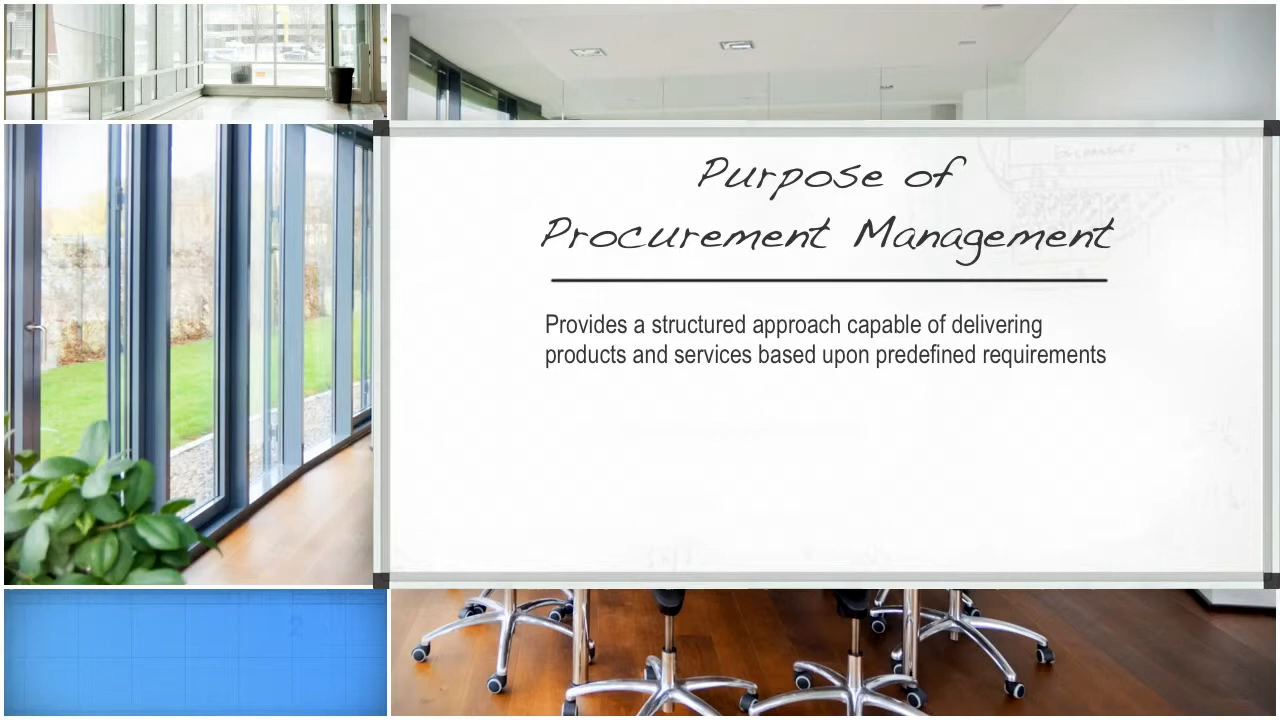 Purpose of
Procurement Management
Provides a structured approach capable of delivering
products and services based upon predefined requirements